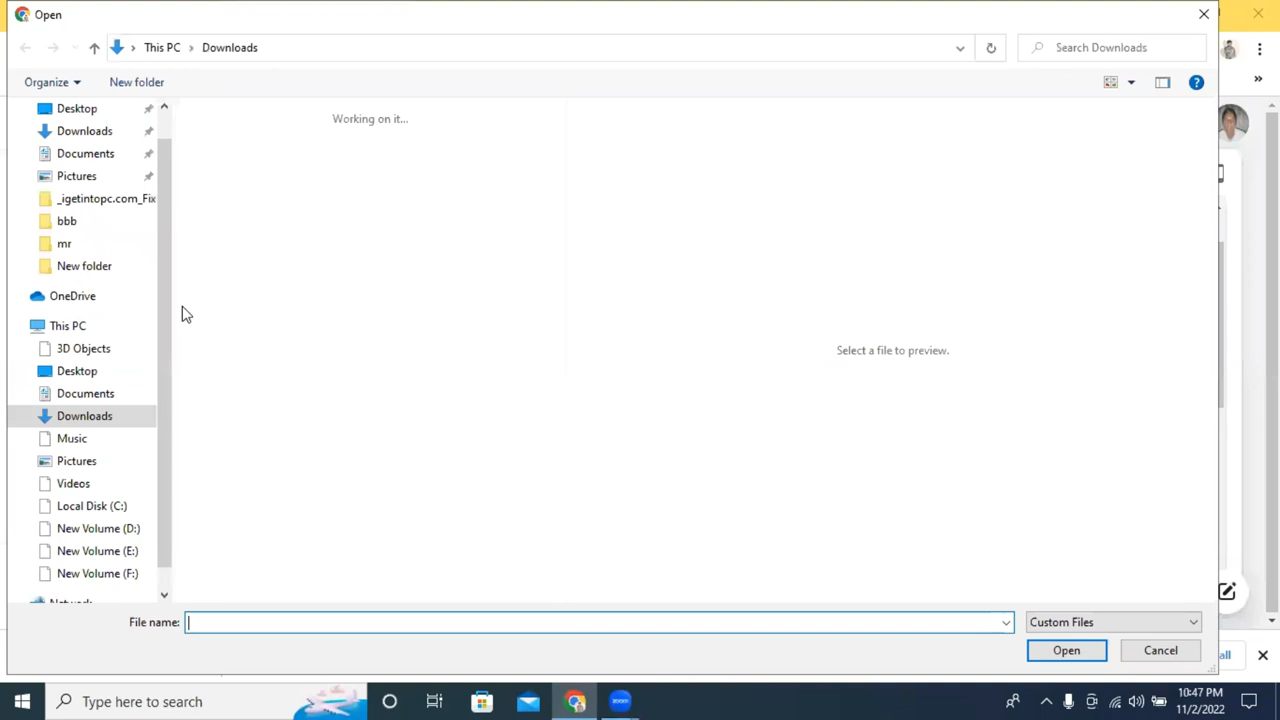 Open
This PC
Downloads
Search Downloads
Organize
New folder
Desktop
Downloads
Documents
Pictures
_igetintopc.com_Fix
bbb
mr
New folder
OneDrive
This PC
3D Objects
Desktop
Documents
Downloads
Music
Pictures
Videos
Local Disk (C:)
New Volume (D:)
New Volume (E:)
New Volume (F:)
Working on it...
Select a file to preview.
File name:
Custom Files
Open
Cancel
all
Type here to search
zoom
10:47 PM
11/2/2022